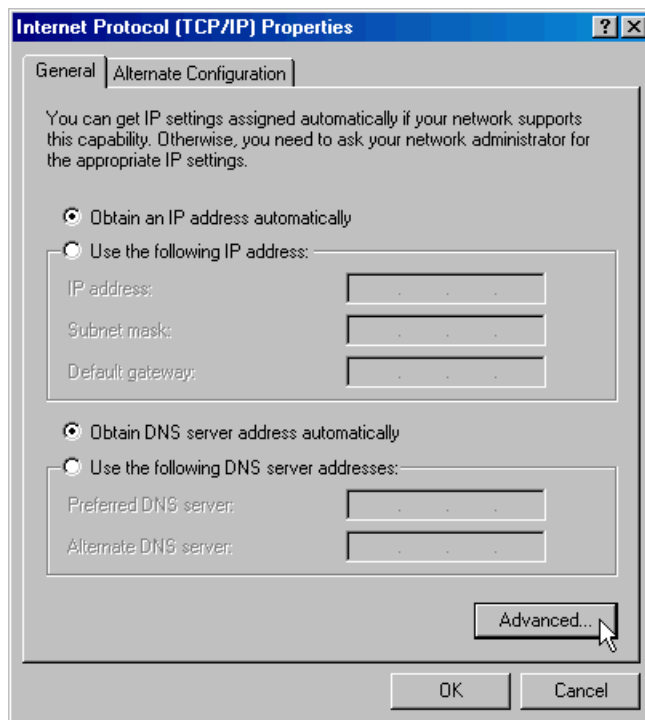 Internet Protocol (TCP/IP) Properties
General
Alternate Configuration
You can get IP settings assigned automatically if your network supports
this capability. Otherwise, you need to ask your network administrator for
the appropriate IP settings.
Obtain an IP address automatically
Use the following IP address:
IP address:
Subnet mask:
Default gateway:
Obtain DNS server address automatically
Use the following DNS server addresses:
Preferred DNS server:
Alternate DNS server:
Advanced...
OK
Cancel